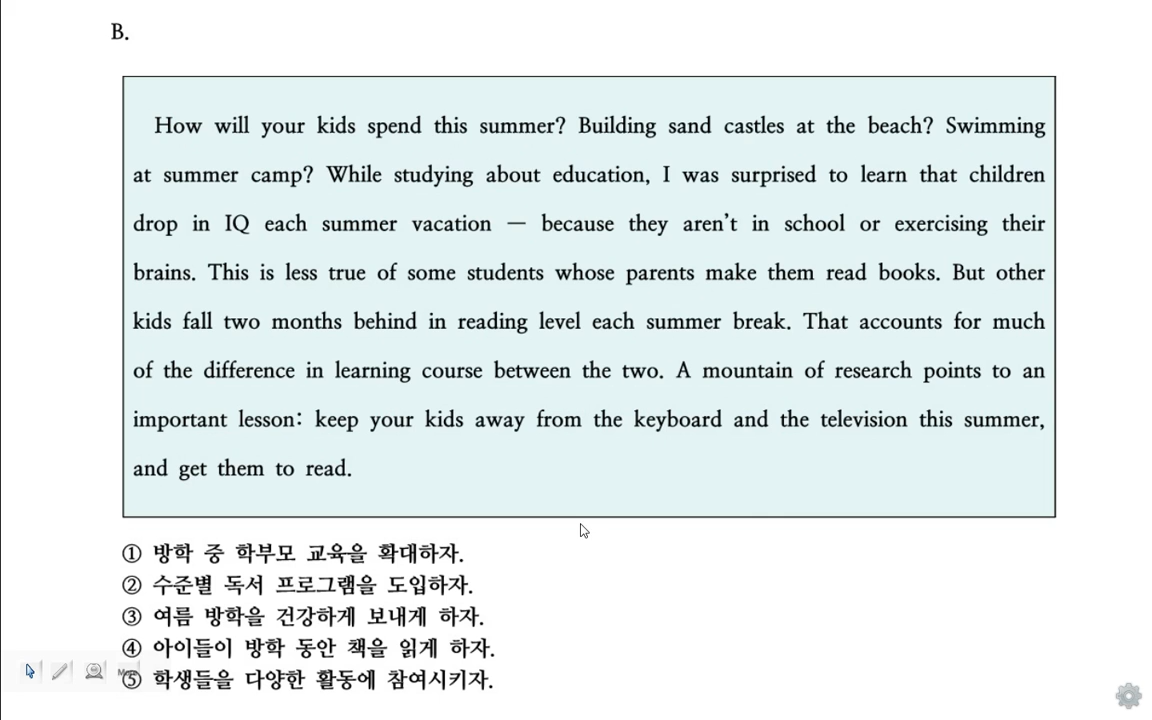 B.
How will your kids spend this summer? Building sand castles at the beach? Swimming
at summer camp? While studying about education, I was surprised to learn that children
drop in IQ each summer vacation — because they aren't in school or exercising their
brains. This is less true of some students whose parents make them read books. But other
kids fall two months behind in reading level each summer break. That accounts for much
of the difference in learning course between the two. A mountain of research points to an
important lesson: keep your kids away from the keyboard and the television this summer,
and get them to read.
① 방학 중 학부모 교육을 확대하자.
② 수준별 독서 프로그램을 도입하자.
③ 여름 방학을 건강하게 보내게 하자.
④ 아이들이 방학 동안 책을 읽게 하자.
⑤ 학생들을 다양한 활동에 참여시키자.